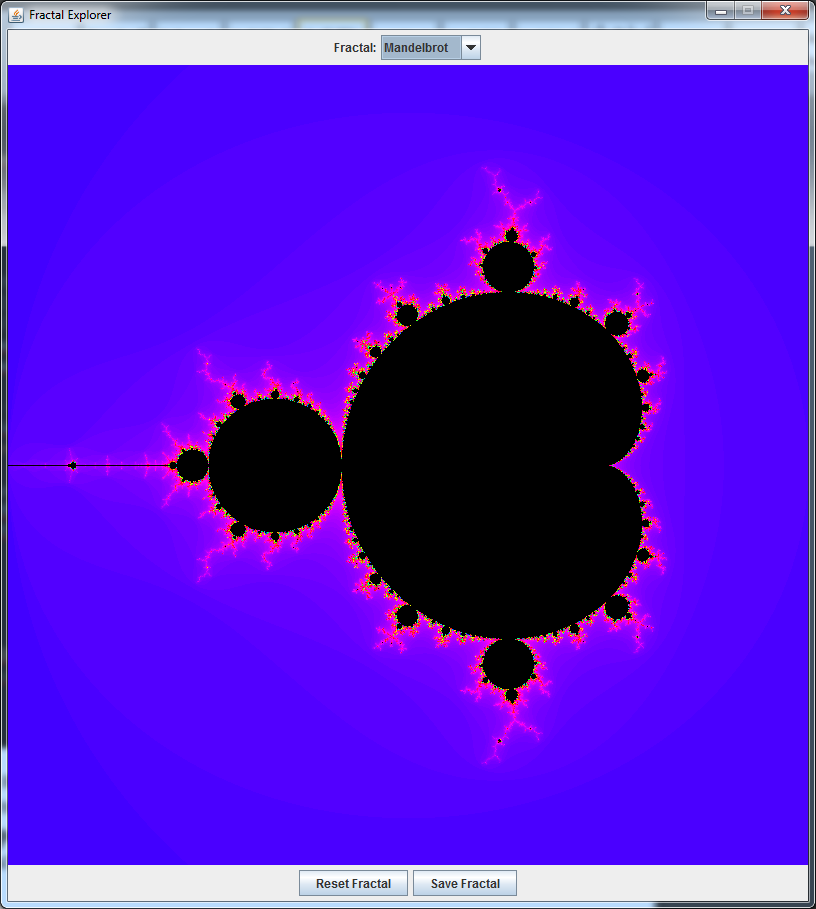 Fractal Explorer
Fractal: Mandelbrot
Reset Fractal Save Fractal